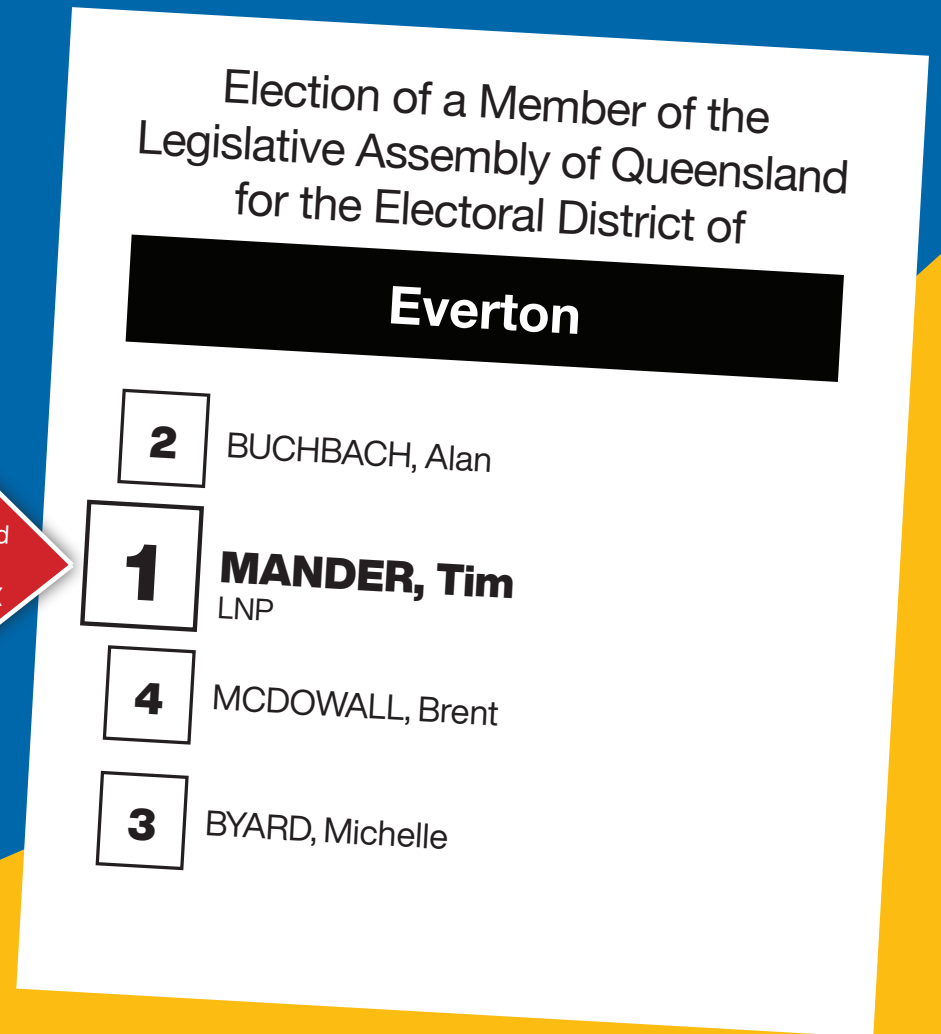 Election of a Member of the
Legislative Assembly of Queensland
for the Electoral District of
Everton
2 BUCHBACH, Alan
1 MANDER, Tim
LNP
4 MCDOWALL, Brent
3 BYARD, Michelle